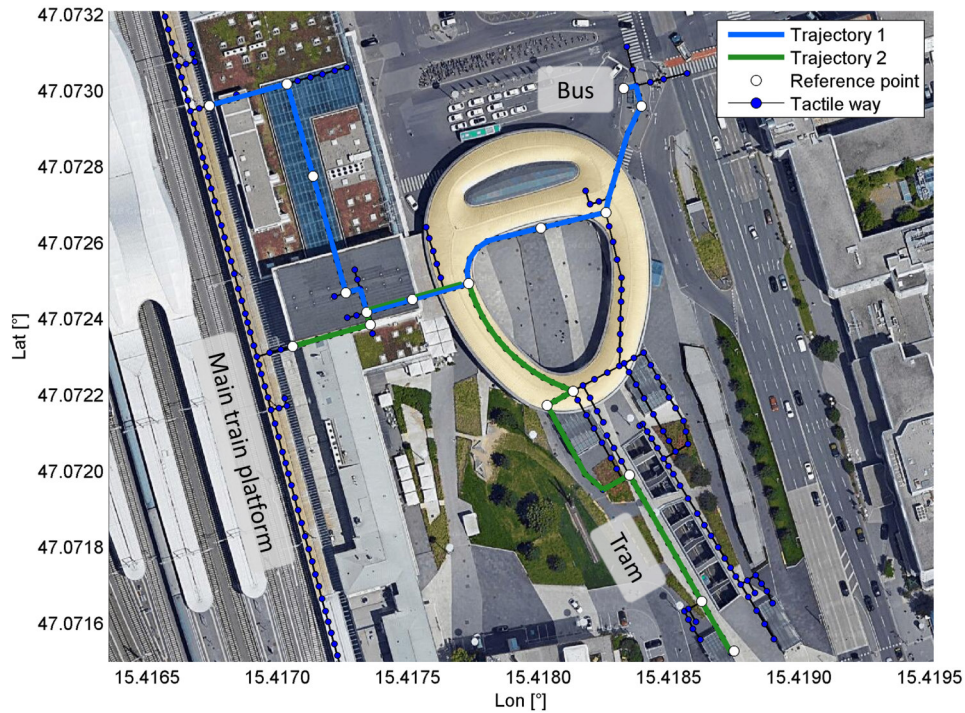 47.0732
47.0730
47.0728
47.0726
47.0724
47.0722
47.0720
47.0718
47.0716
Lat [°]
Trajectory 1
Trajectory 2
Reference point
Tactile way
Bus
Main train platform
Tram
15.4165 15.4170 15.4175 15.4180 15.4185 15.4190 15.4195
Lon [°]